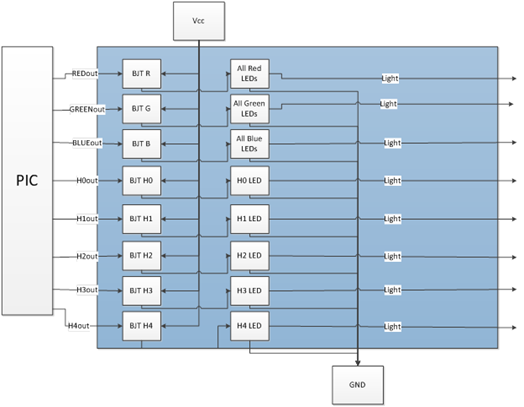 Vcc
PIC
REDout
BJT R
All Red
LEDs
Light
GREENout
BJT G
All Green
LEDs
Light
BLUEout
BJT B
All Blue
LEDs
Light
H0out
BJT H0
H0 LED
Light
H1out
BJT H1
H1 LED
Light
H2out
BJT H2
H2 LED
Light
H3out
BJT H3
H3 LED
Light
H4out
BJT H4
H4 LED
Light
GND